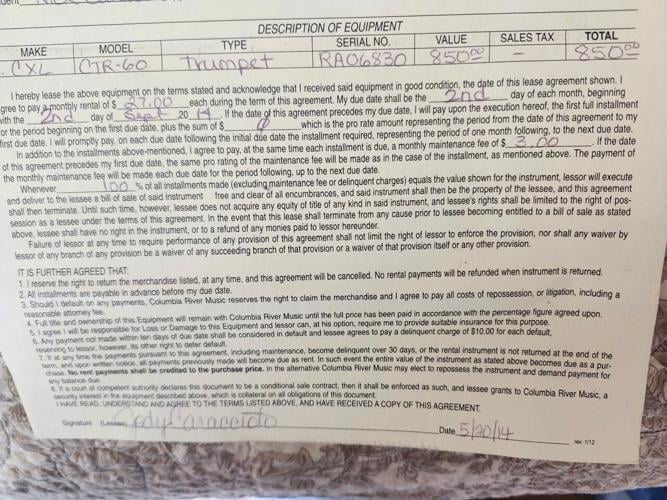 DESCRIPTION OF EQUIPMENT
MAKE MODEL TYPE SERIAL NO. VALUE SALES TAX TOTAL
CXL CTR-60 Trumpet RA06830 850.00 - 850.00
I hereby lease the above equipment on the terms stated and acknowledge that I received said equipment in good condition, the date of this lease agreement shown. I
gree to pay a monthly rental of $ 27.00 each during the term of this agreement. My due date shall be the 2nd day of each month, beginning
with the 2nd day of Sept 20 14. If the date of this agreement precedes my due date, I will pay upon the execution hereof, the first full installment
or the period beginning on the first due date, plus the sum of $ 0 which is the pro rate amount representing the period from the date of this agreement to my
first due date. I will promptly pay, on each due date following the initial due date the installment required, representing the period of one month following, to the next due date.
In addition to the installments above-mentioned, I agree to pay, at the same time each installment is due, a monthly maintenance fee of $ 3.00. If the date
of this agreement precedes my first due date, the same pro rating of the maintenance fee will be made as in the case of the installment, as mentioned above. The payment of
the monthly maintenance fee will be made each due date for the period following, up to the next due date.
Whenever 100 % of all installments made (excluding maintenance fee or delinquent charges) equals the value shown for the instrument, lessor will execute
and deliver to the lessee a bill of sale of said instrument free and clear of all encumbrances, and said instrument shall then be the property of the lessee, and this agreement
shall then terminate. Until such time, however, lessee does not acquire any equity of title of any kind in said instrument, and lessee's rights shall be limited to the right of pos-
session as a lessee under the terms of this agreement. In the event that this lease shall terminate from any cause prior to lessee becoming entitled to a bill of sale as stated
above, lessee shall have no right in the instrument, or to a refund of any monies paid to lessor hereunder.
Failure of lessor at any time to require performance of any provision of this agreement shall not limit the right of lessor to enforce the provision, nor shall any waiver by
lessor of any branch of any provision be a waiver of any succeeding branch of that provision or a waiver of that provision itself or any other provision.
IT IS FURTHER AGREED THAT:
1. I reserve the right to return the merchandise listed, at any time, and this agreement will be cancelled. No rental payments will be refunded when instrument is returned.
2. All installments are payable in advance before my due date.
3. Should I default on any payments, Columbia River Music reserves the right to claim the merchandise and I agree to pay all costs of repossession, or litigation, including a
reasonable attorney fee.
4. Full title and ownership of this Equipment will remain with Columbia River Music until the full price has been paid in accordance with the percentage figure agreed upon.
5. I agree I will be responsible for Loss or Damage to this Equipment and lessor can, at his option, require me to provide suitable insurance for this purpose.
6. Any payment not made within ten days of due date shall be considered in default and lessee agrees to pay a delinquent charge of $10.00 for each default,
reserving to lessor, however, its other right to defer default.
7. If at any time the payments pursuant to this agreement, including maintenance, become delinquent over 30 days, or the rental instrument is not returned at the end of the
term, and upon written notice, all payments previously made will become due as rent. In such event the entire value of the instrument as stated above becomes due as a pur-
chase. No rent payments shall be credited to the purchase price. In the alternative Columbia River Music may elect to repossess the instrument and demand payment for
any balance due.
8. If a court of competent authority declares this document to be a conditional sale contract, then it shall be enforced as such, and lessee grants to Columbia River Music, a
security interest in the equipment described above, which is collateral on all obligations of this document.
I HAVE READ, UNDERSTAND AND AGREE TO THE TERMS LISTED ABOVE, AND HAVE RECEIVED A COPY OF THIS AGREEMENT.
Signature (Lessee) Date 5/20/14
rev. 1/12